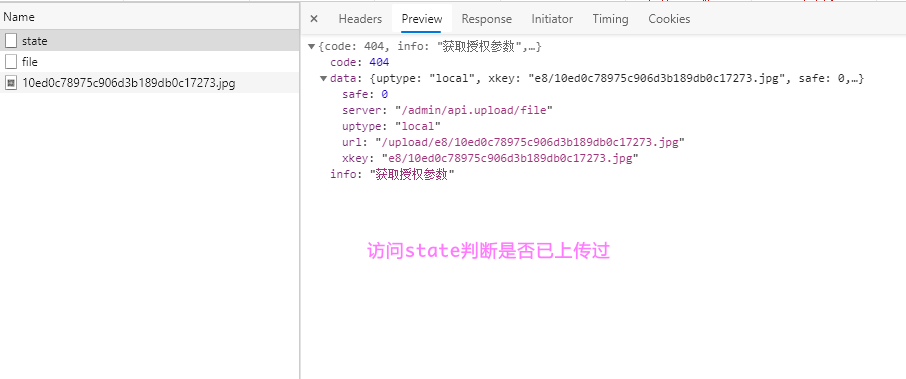 Name
state
file
10ed0c78975c906d3b189db0c17273.jpg
× Headers Preview Response Initiator Timing Cookies
▼{code: 404, info: "获取授权参数",…}
code: 404
▼data: {uptype: "local", xkey: "e8/10ed0c78975c906d3b189db0c17273.jpg", safe: 0,…}
safe: 0
server: "/admin/api.upload/file"
uptype: "local"
url: "/upload/e8/10ed0c78975c906d3b189db0c17273.jpg"
xkey: "e8/10ed0c78975c906d3b189db0c17273.jpg"
info: "获取授权参数"
访问state判断是否已上传过